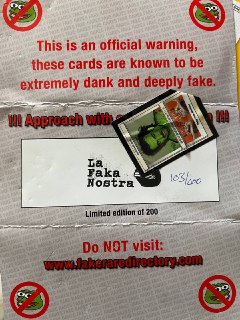 This is an official warning,
these cards are known to be
extremely dank and deeply fake.
!!! Approach with !!!
La
Faka
Nostra
103/200
Limited edition of 200
Do NOT visit:
www.fakeraredirectory.com